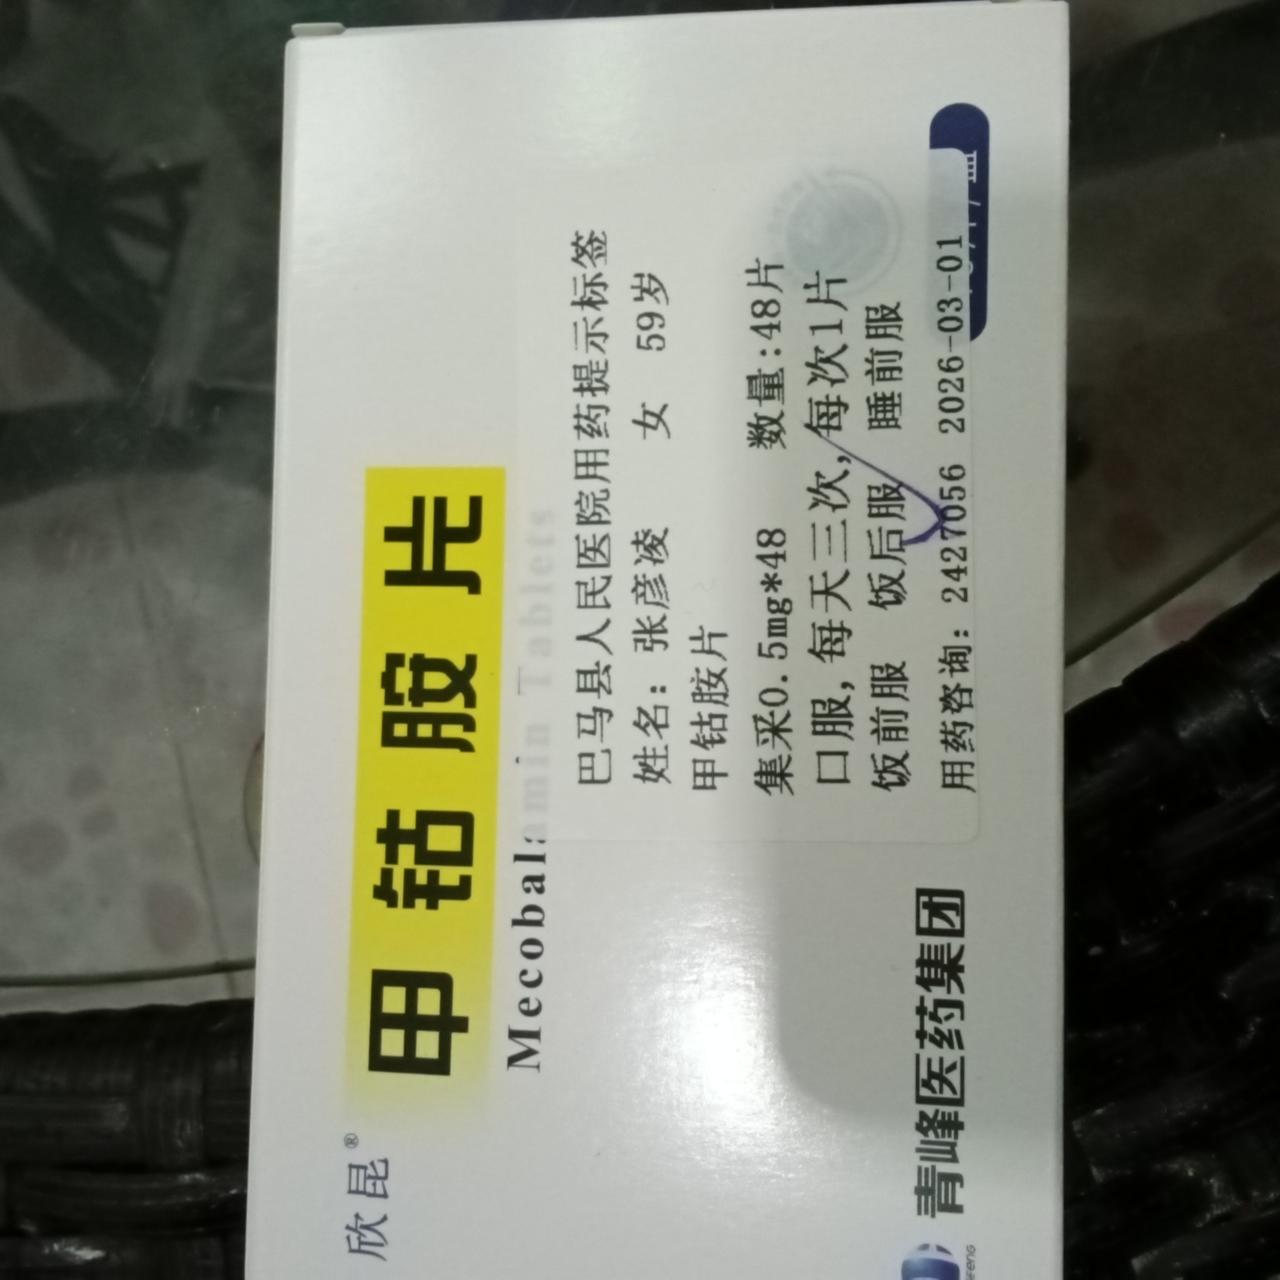 欣昆®
甲钴胺片
Mecobalamin Tablets
巴马县人民医院用药提示标签
姓名：张彦凌 女 59岁
甲钴胺片
集采0.5mg*48 数量:48片
口服,每天三次,每次1片
饭前服 饭后服 睡前服
用药咨询：2427056 2026-03-01
青峰医药集团